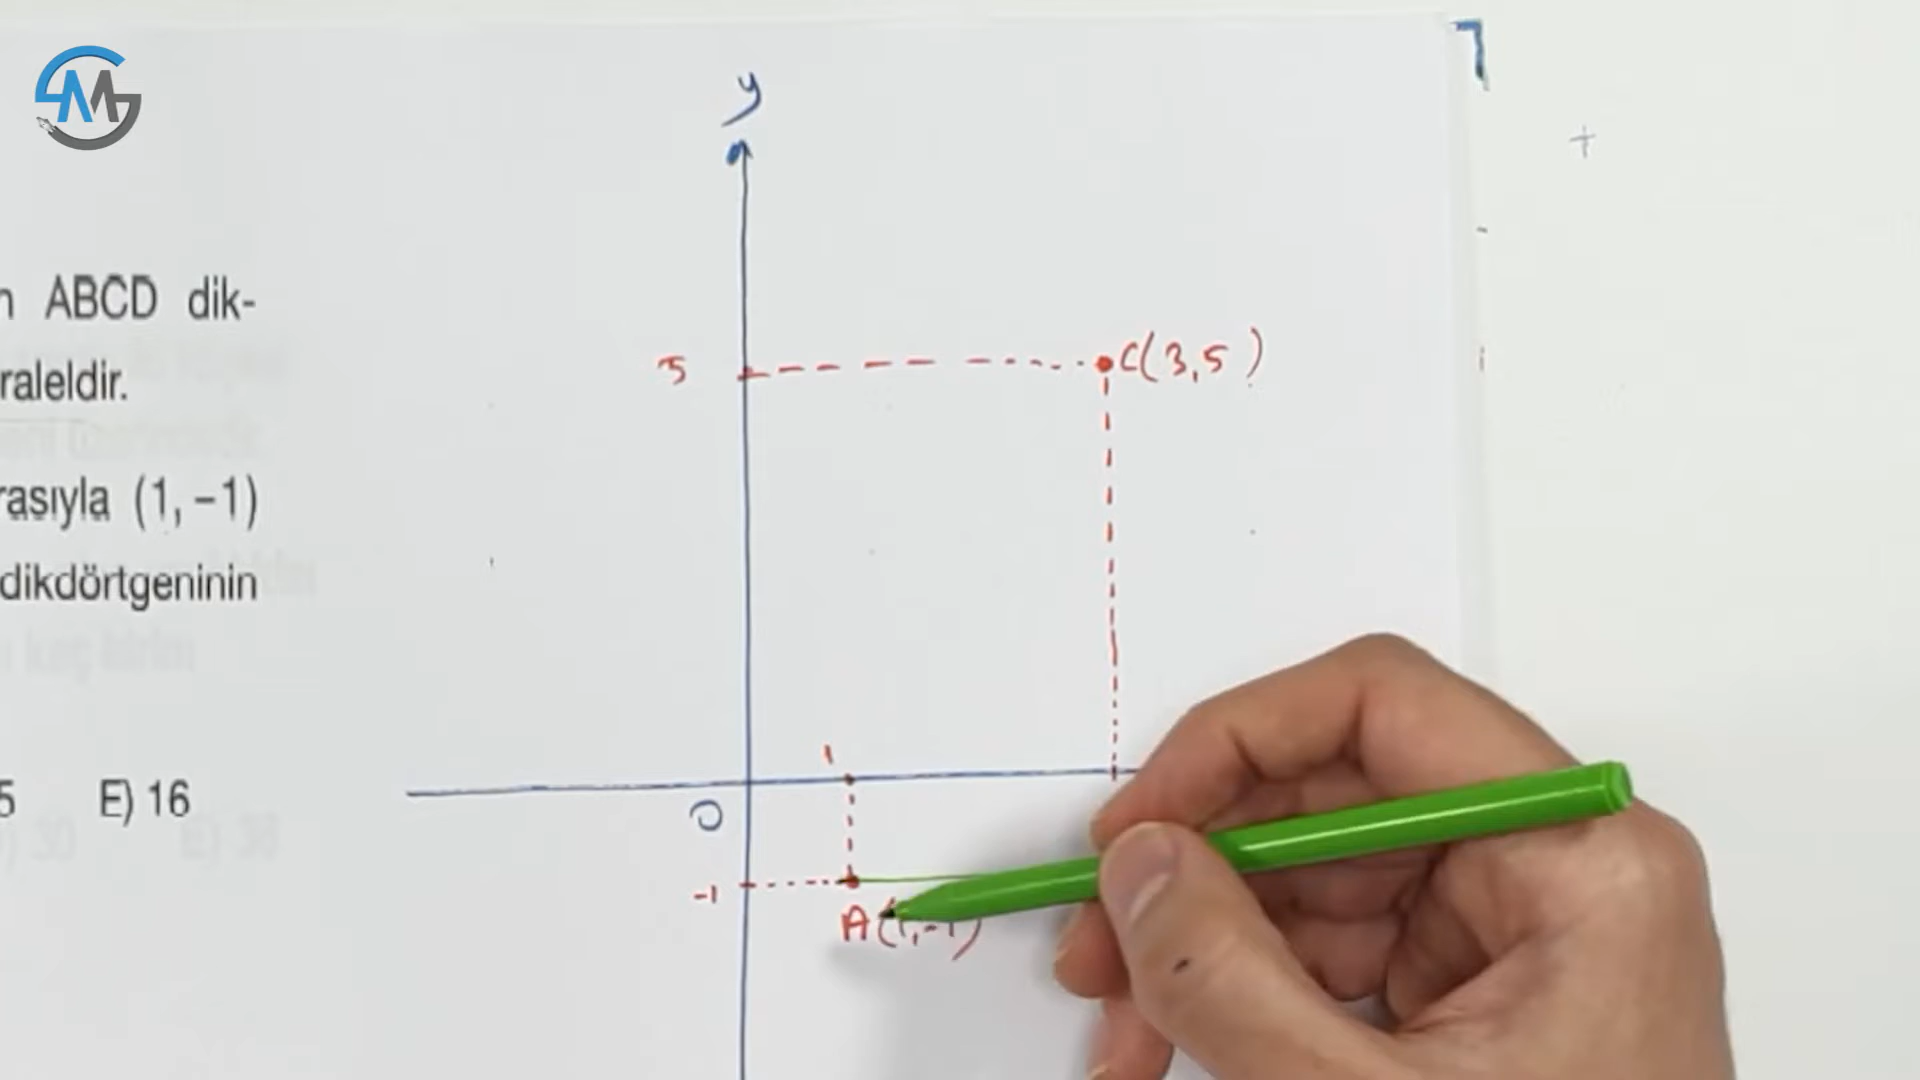 n ABCD dik-
raleldir.
rasıyla (1, −1)
dikdörtgeninin
5 E) 16
y
5
C(3,5)
1
0
-1
A(1,-1)